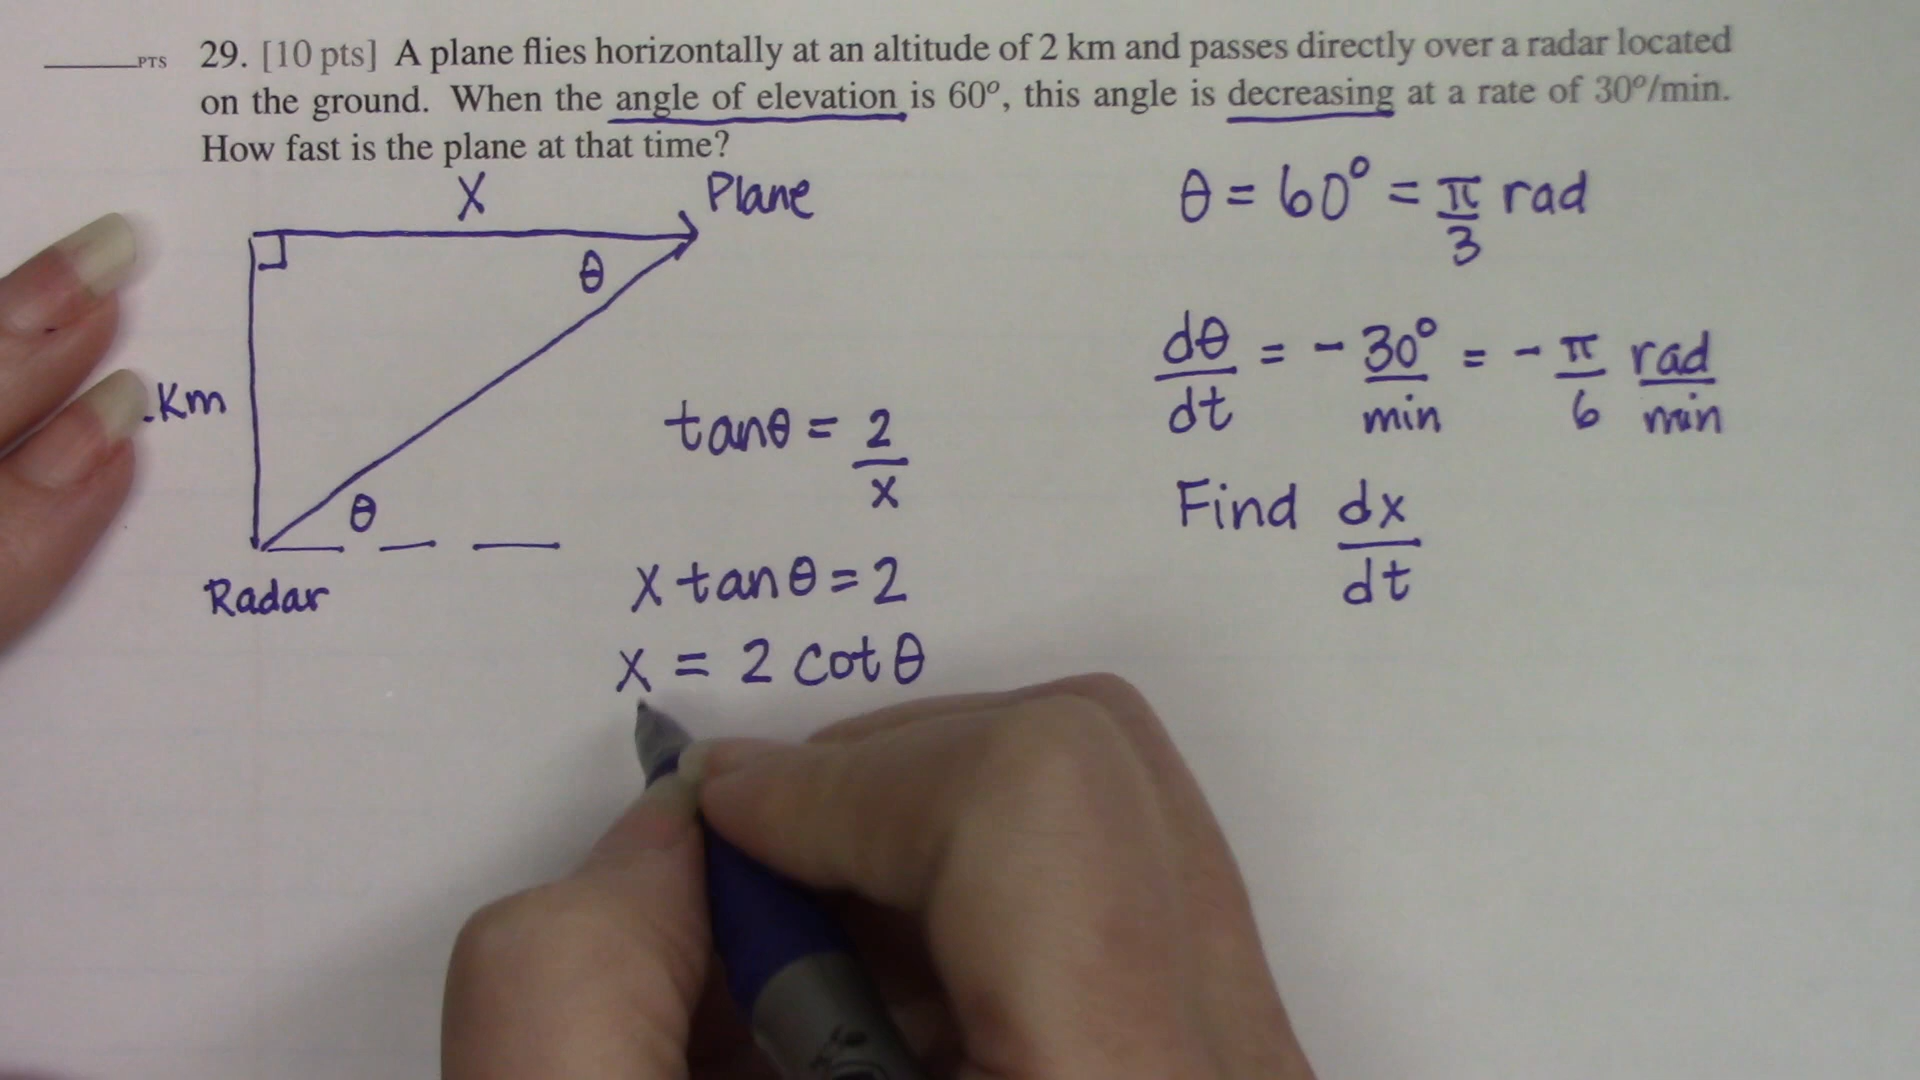 PTS 29. [10 pts] A plane flies horizontally at an altitude of 2 km and passes directly over a radar located
on the ground. When the angle of elevation is 60º, this angle is decreasing at a rate of 30º/min.
How fast is the plane at that time?
X
Plane
θ
Km
θ
Radar
tanθ = 2/x
x tanθ = 2
x = 2 cotθ
θ = 60° = π/3 rad
dθ/dt = - 30°/min = - π/6 rad/min
Find dx/dt